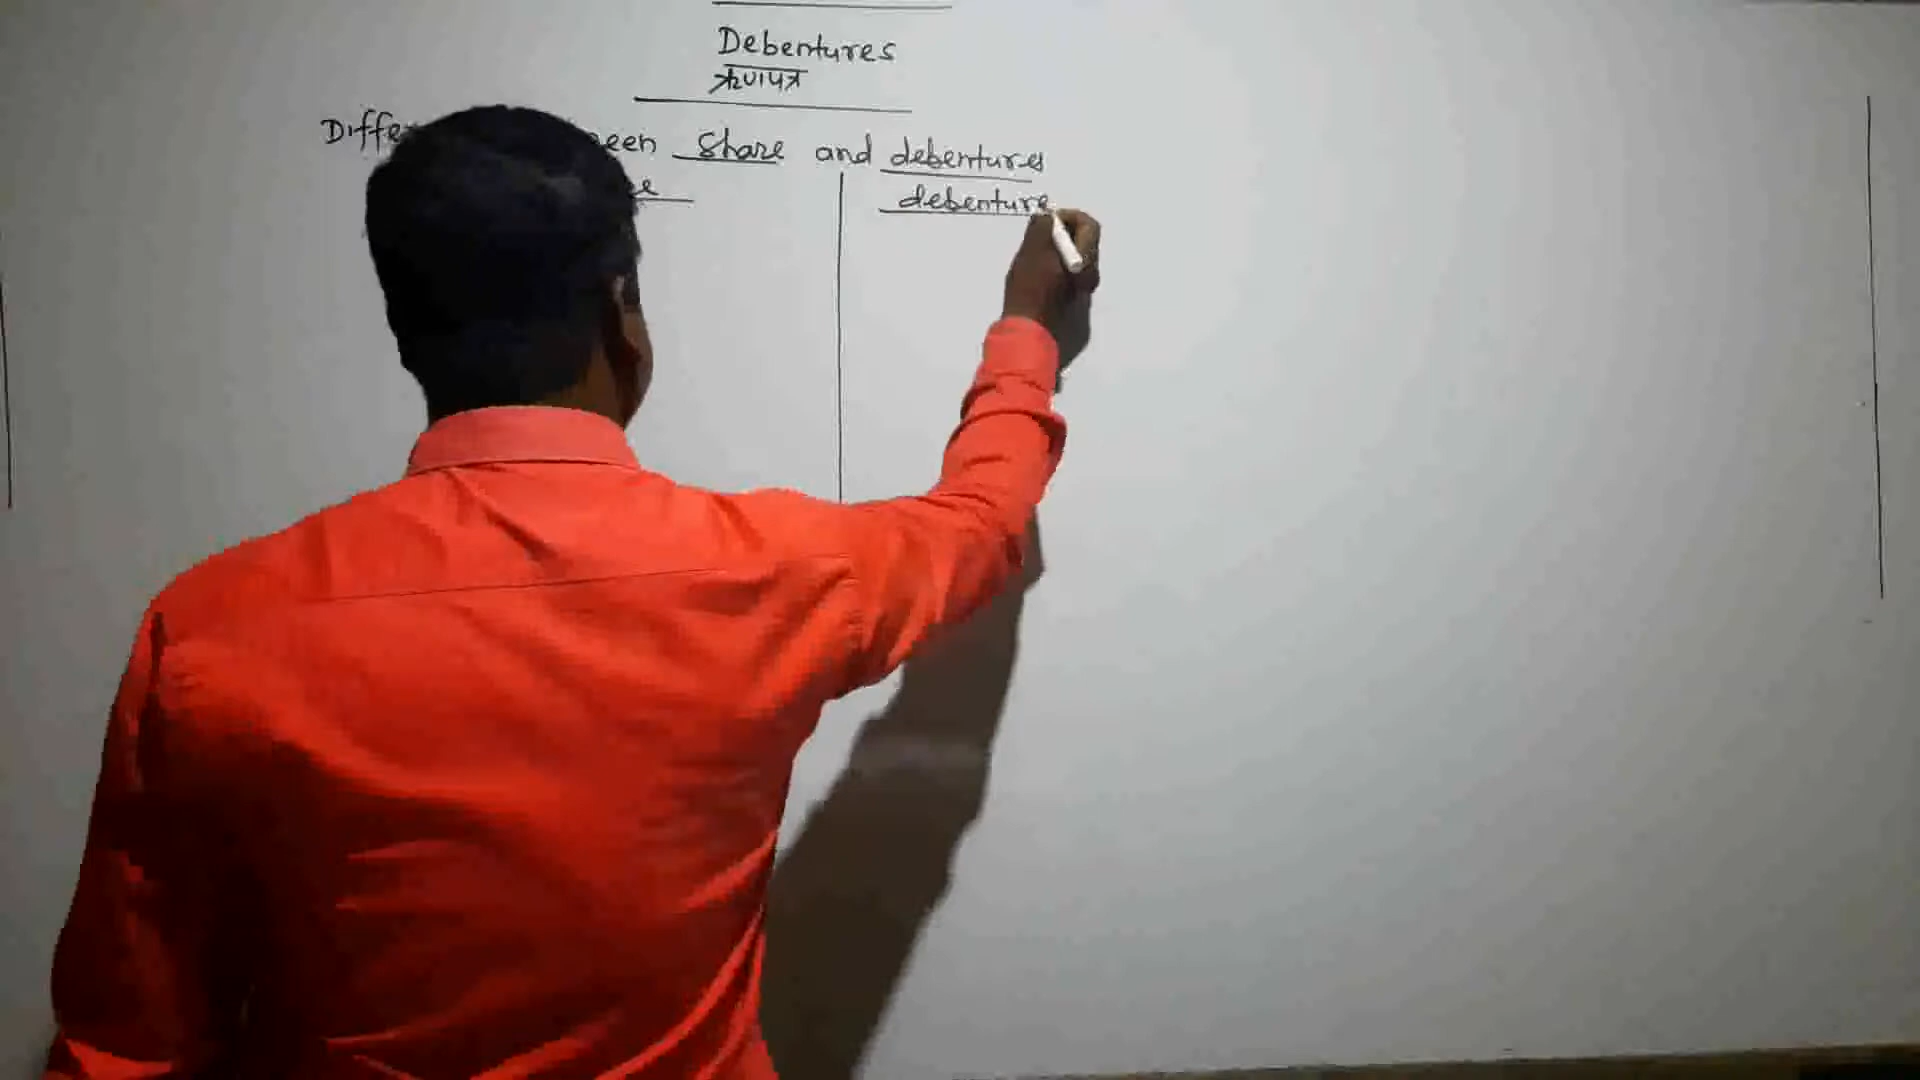 Debentures
ऋणपत्र
Diffe een Share and debentures
e debenture